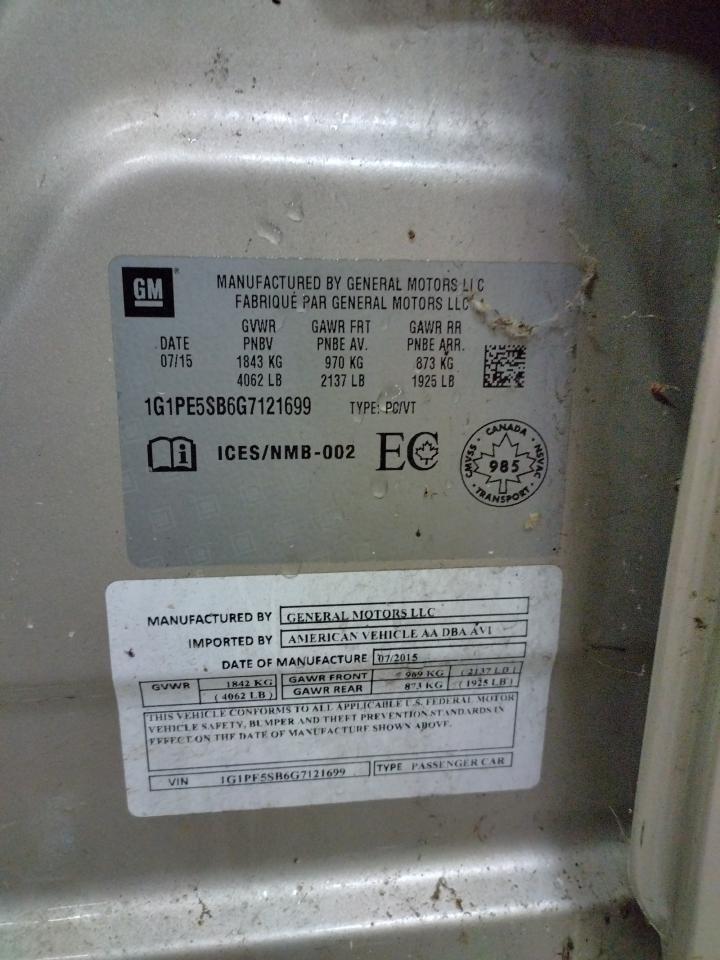 GM
MANUFACTURED BY GENERAL MOTORS LLC
FABRIQUÉ PAR GENERAL MOTORS LLC
GVWR GAWR FRT GAWR RR
DATE PNBV PNBE AV. PNBE ARR.
07/15 1843 KG 970 KG 873 KG
4062 LB 2137 LB 1925 LB
1G1PE5SB6G7121699 TYPE: PC/VT
i ICES/NMB-002 EC
CANADA
CMVSS 985 NSVAC
TRANSPORT
MANUFACTURED BY GENERAL MOTORS LLC
IMPORTED BY AMERICAN VEHICLE AA DBA AVI
DATE OF MANUFACTURE 07/2015
GVWR 1842 KG GAWR FRONT 969 KG (2137 LB)
(4062 LB) GAWR REAR 873 KG (1925 LB)
THIS VEHICLE CONFORMS TO ALL APPLICABLE U.S. FEDERAL MOTOR
VEHICLE SAFETY, BUMPER AND THEFT PREVENTION STANDARDS IN
EFFECT ON THE DATE OF MANUFACTURE SHOWN ABOVE.
VIN 1G1PE5SB6G7121699 TYPE PASSENGER CAR